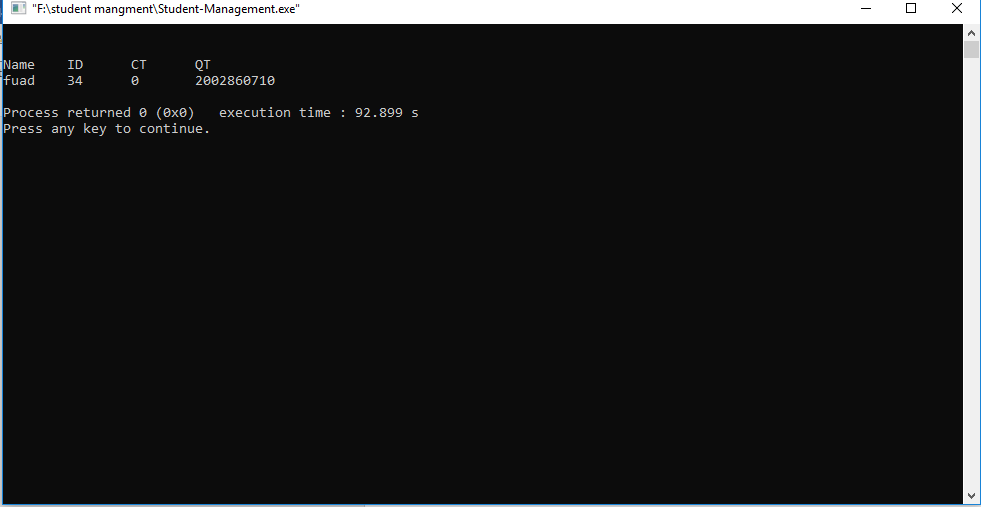 "F:\student mangment\Student-Management.exe"
Name ID CT QT
fuad 34 0 2002860710
Process returned 0 (0x0) execution time : 92.899 s
Press any key to continue.